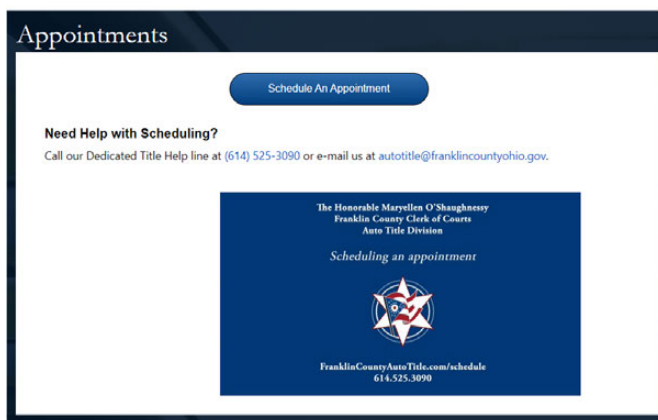 Appointments
Schedule An Appointment
Need Help with Scheduling?
Call our Dedicated Title Help line at (614) 525-3090 or e-mail us at autotitle@franklincountyohio.gov.
The Honorable Maryellen O'Shaughnessy
Franklin County Clerk of Courts
Auto Title Division
Scheduling an appointment
FranklinCountyAutoTitle.com/schedule
614.525.3090